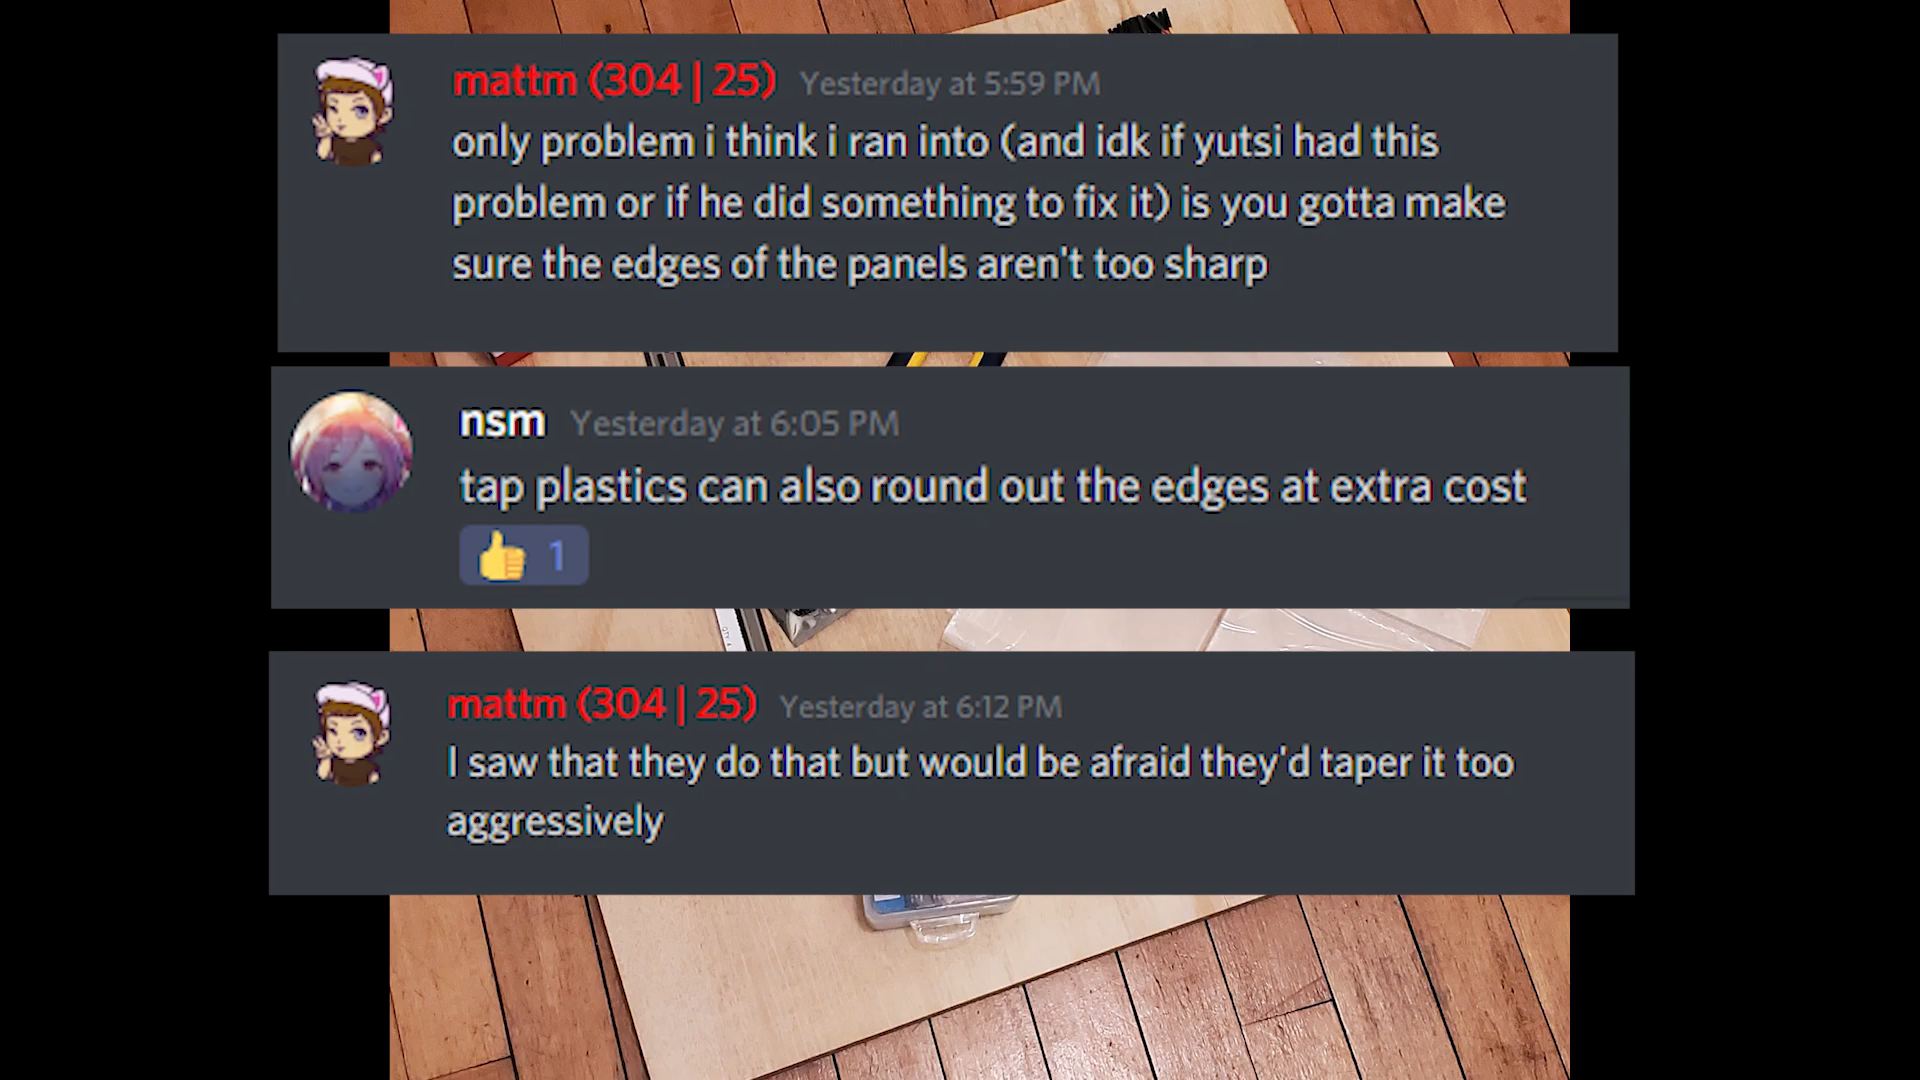 mattm (304 | 25) Yesterday at 5:59 PM
only problem i think i ran into (and idk if yutsi had this
problem or if he did something to fix it) is you gotta make
sure the edges of the panels aren't too sharp
nsm Yesterday at 6:05 PM
tap plastics can also round out the edges at extra cost
👍 1
mattm (304 | 25) Yesterday at 6:12 PM
I saw that they do that but would be afraid they'd taper it too
aggressively